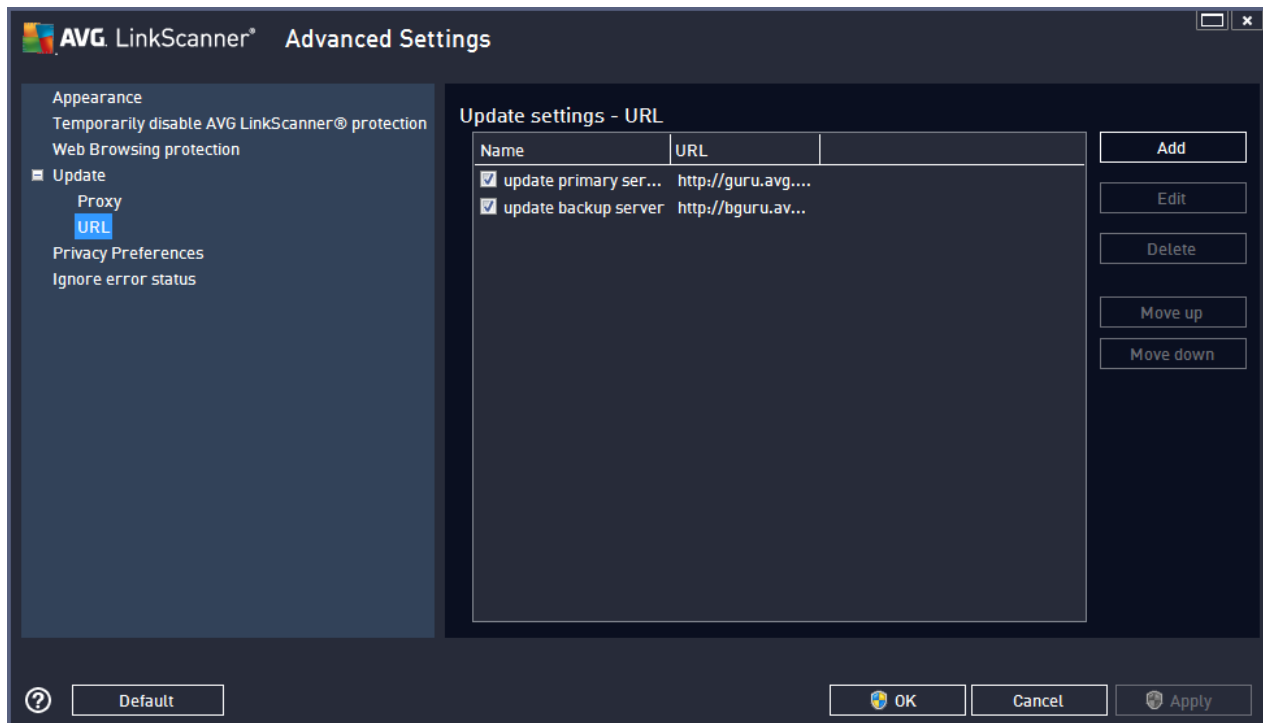 AVG. LinkScanner® Advanced Settings
Appearance
Temporarily disable AVG LinkScanner® protection
Web Browsing protection
Update
Proxy
URL
Privacy Preferences
Ignore error status
Update settings - URL
Name URL
update primary ser... http://guru.avg....
update backup server http://bguru.av...
Add
Edit
Delete
Move up
Move down
? Default OK Cancel Apply